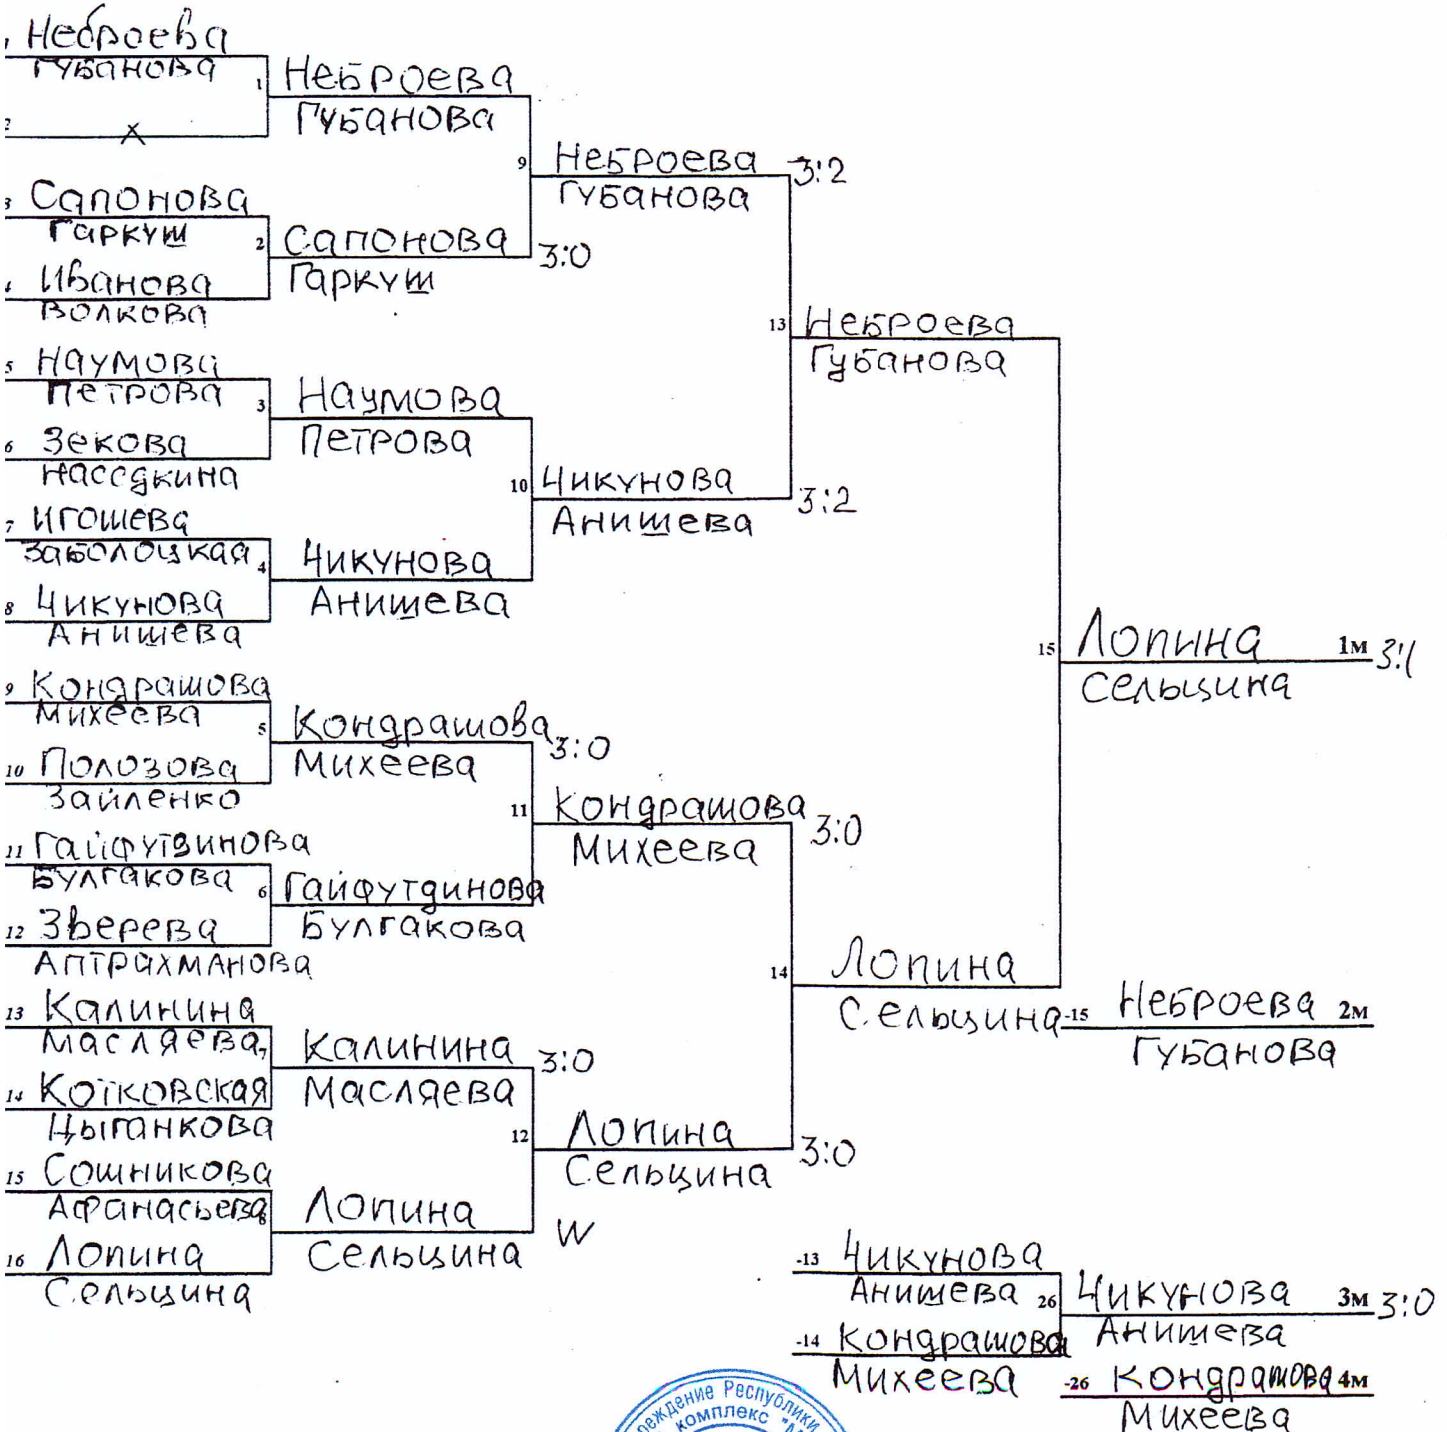 1 Неброева
Губанова
2 X
3 Сапонова
Гаркуш
4 Иванова
Волкова
5 Наумова
Петрова
6 Зекова
Наседкина
7 Игошева
Заболоцкая
8 Чикунова
Анишева
9 Кондрашова
Михеева
10 Полозова
Зайленко
11 Гайфутдинова
Булгакова
12 Зверева
Аптрахманова
13 Калинина
Масляева
14 Котковская
Цыганкова
15 Сошникова
Афанасьева
16 Лопина
Сельцина
1 Неброева
Губанова
2 Сапонова 3:0
Гаркуш
3 Наумова
Петрова
4 Чикунова
Анишева
5 Кондрашова 3:0
Михеева
6 Гайфутдинова
Булгакова
7 Калинина 3:0
Масляева
8 Лопина W
Сельцина
9 Неброева 3:2
Губанова
10 Чикунова 3:2
Анишева
11 Кондрашова 3:0
Михеева
12 Лопина 3:0
Сельцина
13 Неброева
Губанова
14 Лопина
Сельцина
15 Лопина 1м 3:1
Сельцина
-15 Неброева 2м
Губанова
-13 Чикунова
Анишева
-14 Кондрашова
Михеева
26 Чикунова 3м 3:0
Анишева
-26 Кондрашова 4м
Михеева
реждение Республики
комплекс "М